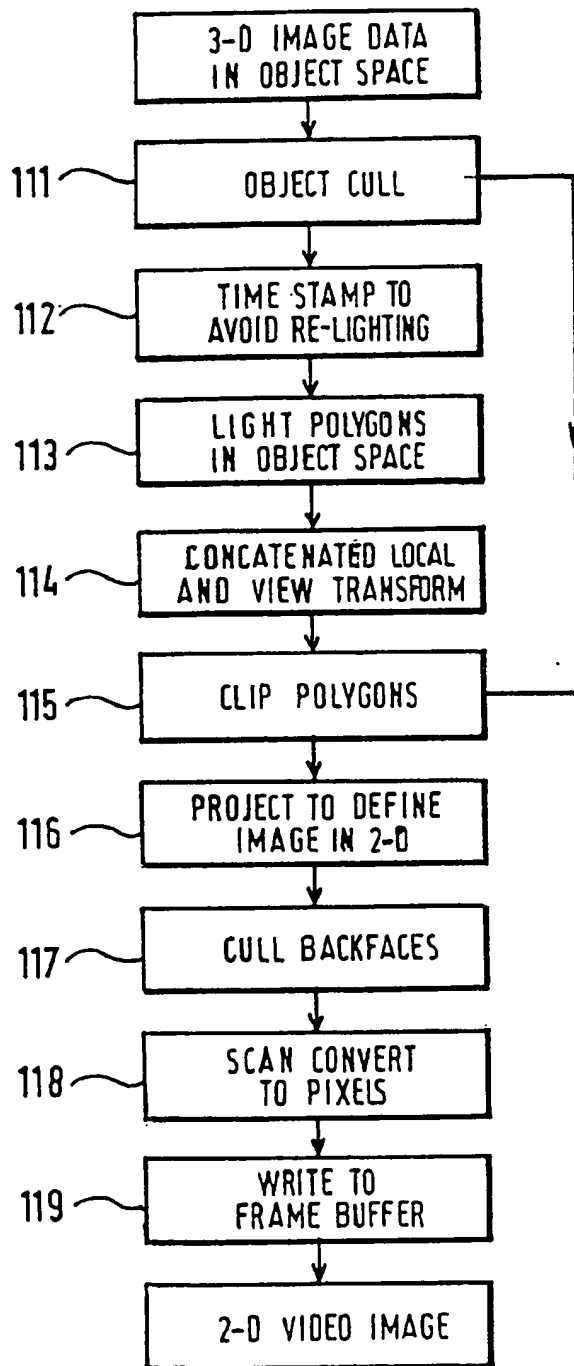 3-D IMAGE DATA
IN OBJECT SPACE
111
OBJECT CULL
112
TIME STAMP TO
AVOID RE-LIGHTING
113
LIGHT POLYGONS
IN OBJECT SPACE
114
CONCATENATED LOCAL
AND VIEW TRANSFORM
115
CLIP POLYGONS
116
PROJECT TO DEFINE
IMAGE IN 2-D
117
CULL BACKFACES
118
SCAN CONVERT
TO PIXELS
119
WRITE TO
FRAME BUFFER
2-D VIDEO IMAGE